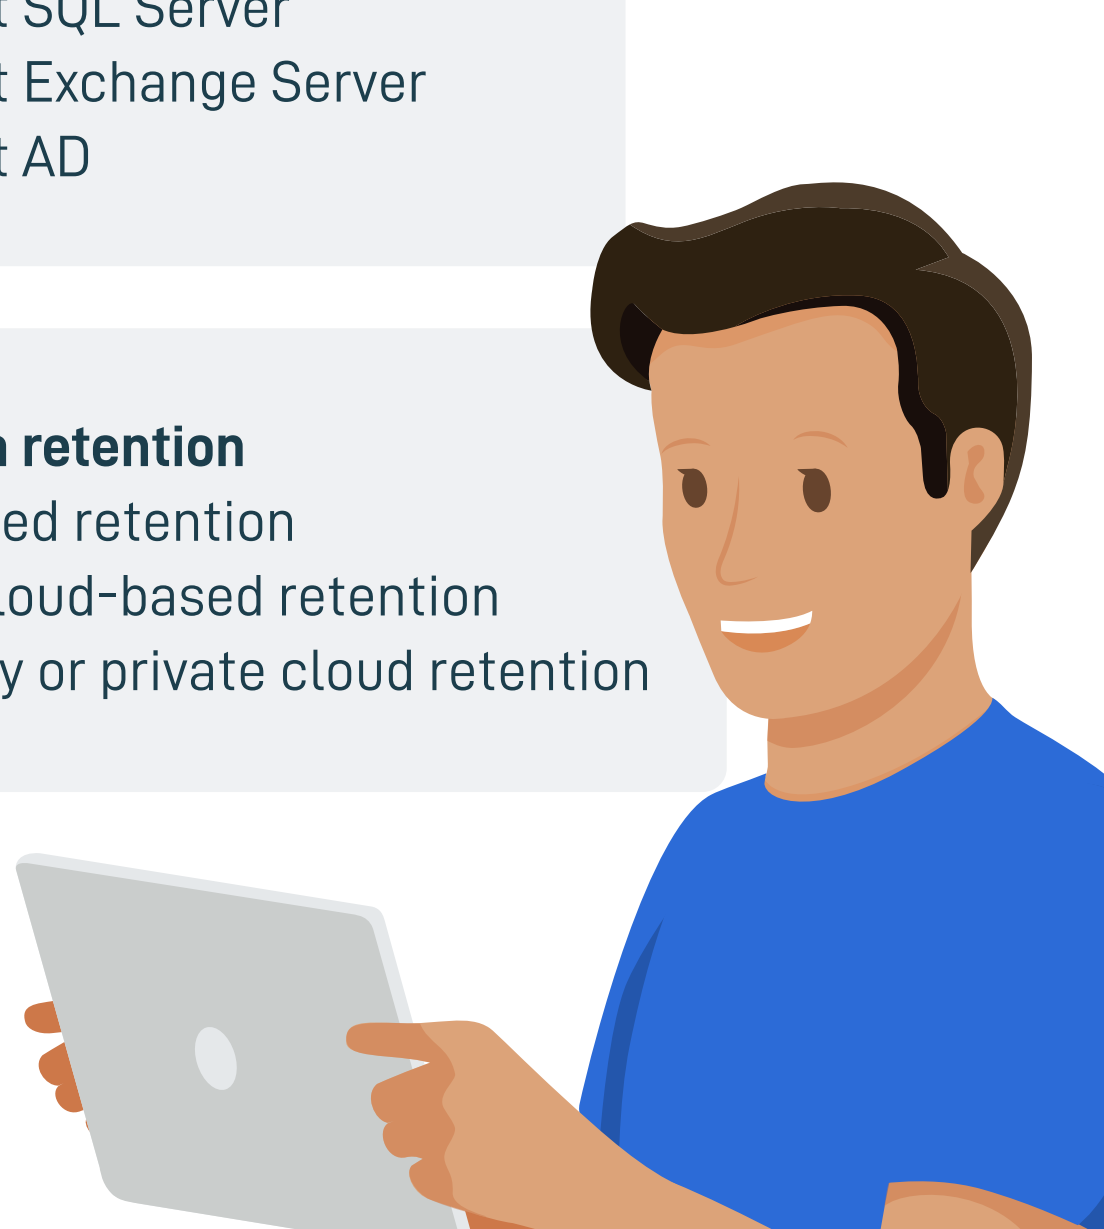 t SQL Server
t Exchange Server
t AD
retention
ed retention
loud-based retention
y or private cloud retention